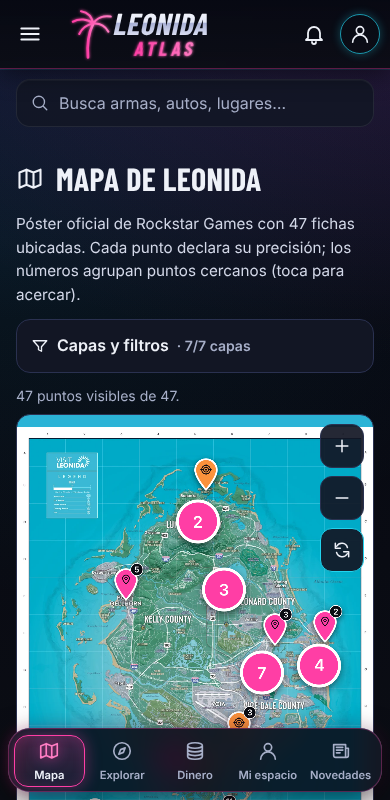 LEONIDA
ATLAS
Busca armas, autos, lugares...
MAPA DE LEONIDA
Póster oficial de Rockstar Games con 47 fichas
ubicadas. Cada punto declara su precisión; los
números agrupan puntos cercanos (toca para
acercar).
Capas y filtros · 7/7 capas
47 puntos visibles de 47.
VISIT
LEONIDA
LEGEND
2
3
5
KELLY COUNTY
LEONARD COUNTY
3
2
7
4
3
Mapa
Explorar
Dinero
Mi espacio
Novedades